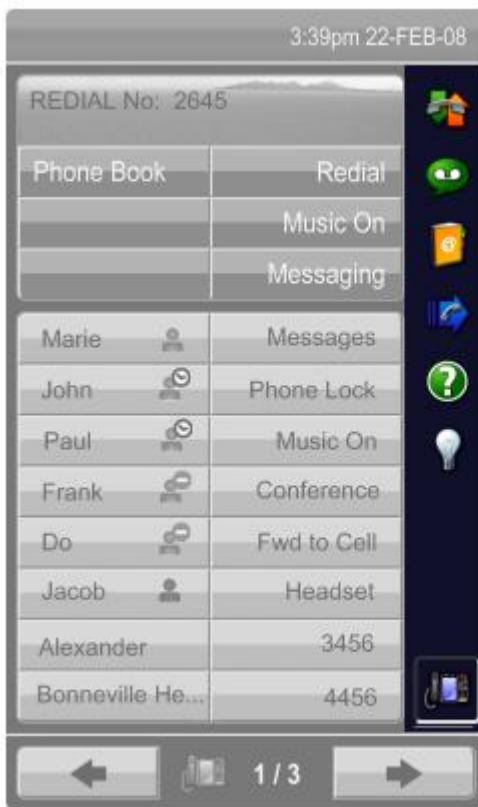 3:39pm 22-FEB-08
REDIAL No: 2645
Phone Book Redial
Music On
Messaging
Marie Messages
John Phone Lock
Paul Music On
Frank Conference
Do Fwd to Cell
Jacob Headset
Alexander 3456
Bonneville He... 4456
1 / 3